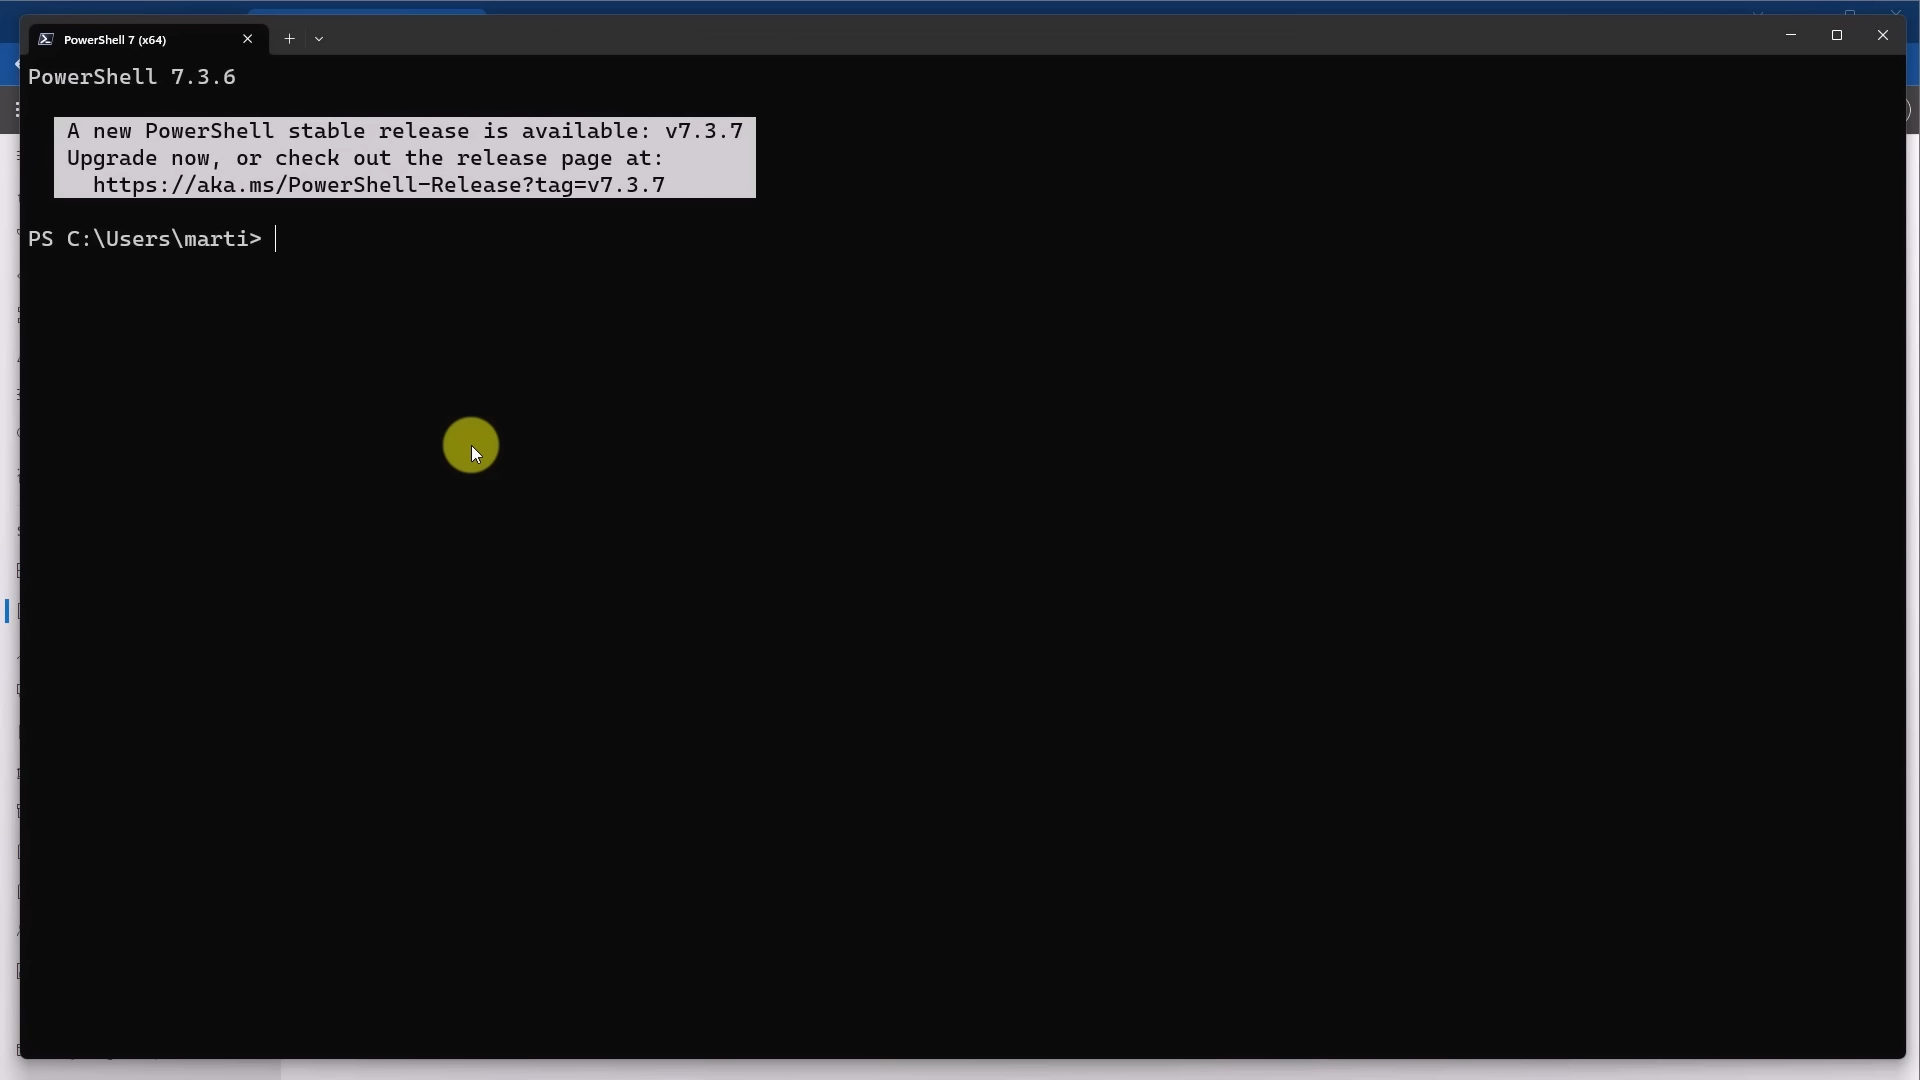 PowerShell 7 (x64)
PowerShell 7.3.6
A new PowerShell stable release is available: v7.3.7
Upgrade now, or check out the release page at:
https://aka.ms/PowerShell-Release?tag=v7.3.7
PS C:\Users\marti>